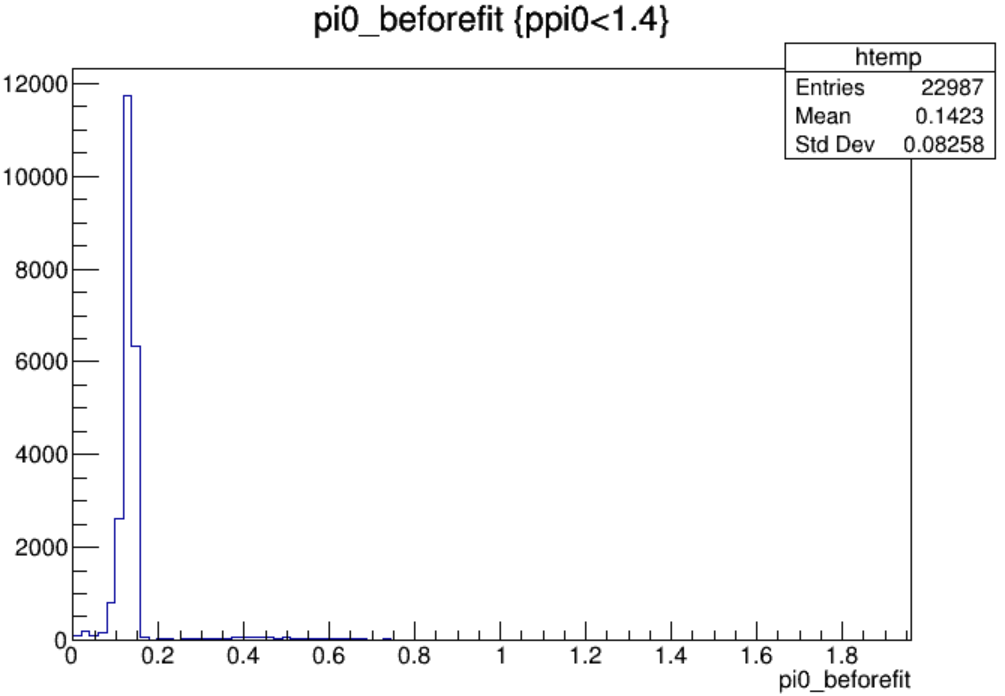 pi0_beforefit {ppi0<1.4}
htemp
Entries 22987
Mean 0.1423
Std Dev 0.08258
12000
10000
8000
6000
4000
2000
0
0 0.2 0.4 0.6 0.8 1 1.2 1.4 1.6 1.8
pi0_beforefit